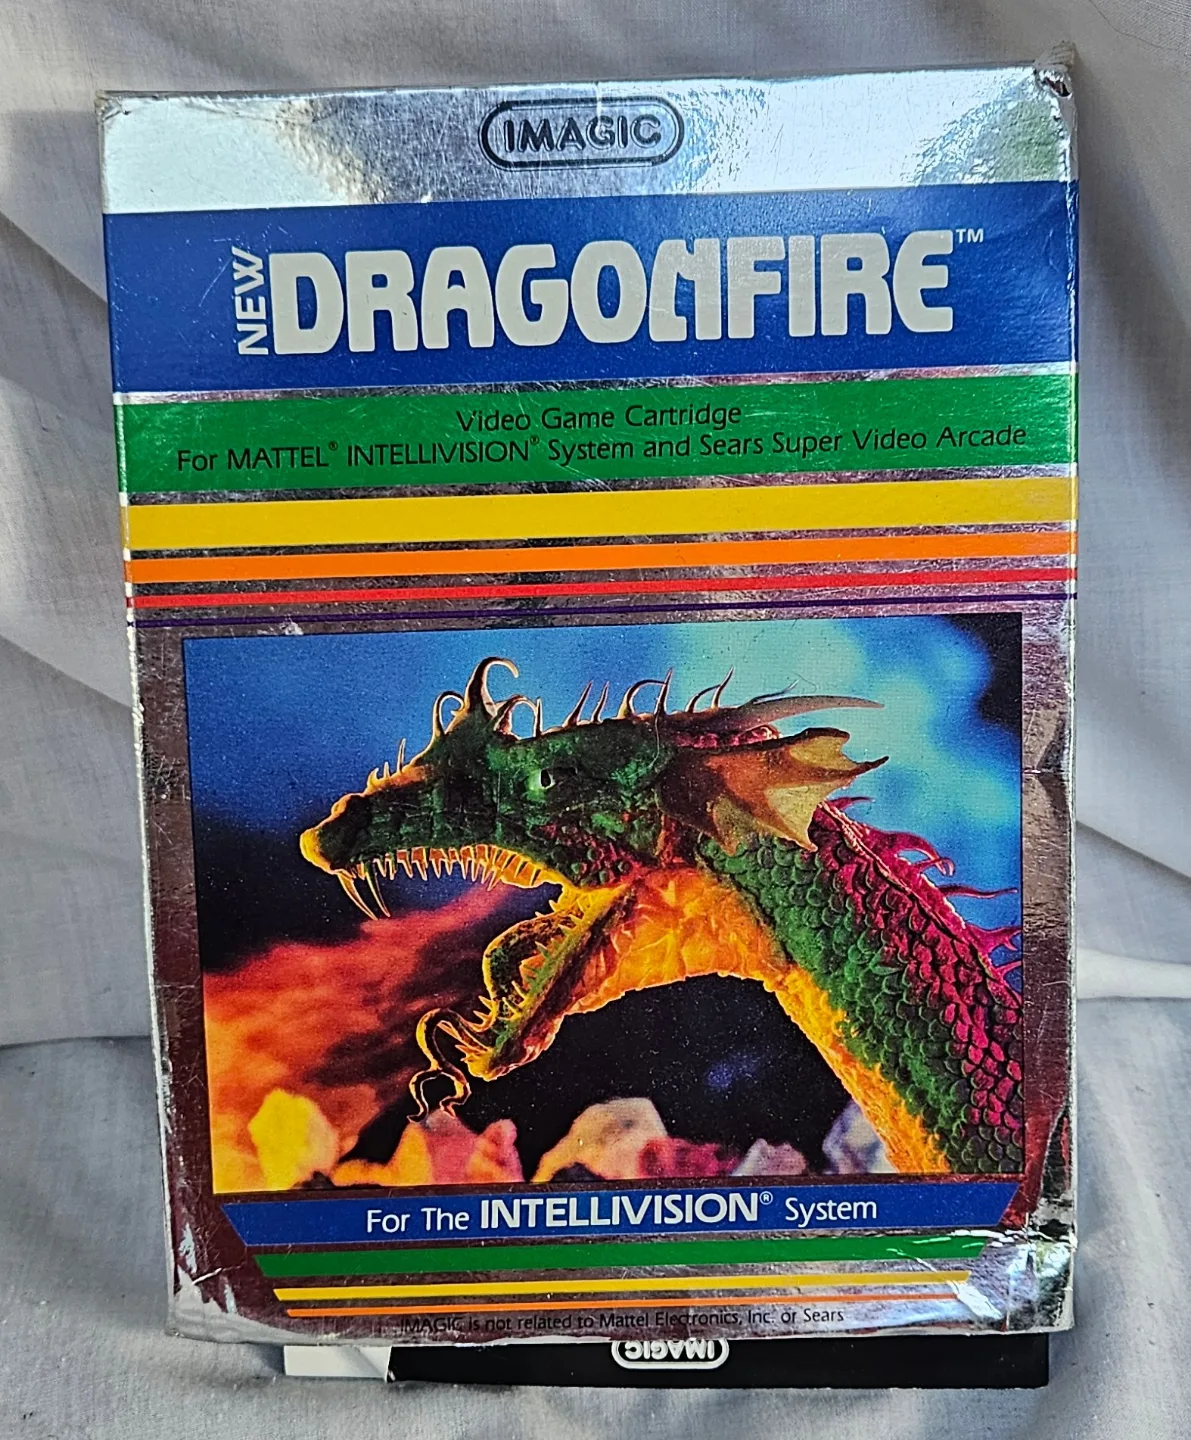 IMAGIC
NEW DRAGONFIRE™
Video Game Cartridge
For MATTEL® INTELLIVISION® System and Sears Super Video Arcade
For The INTELLIVISION® System
IMAGIC is not related to Mattel Electronics, Inc. or Sears
IMAGIC